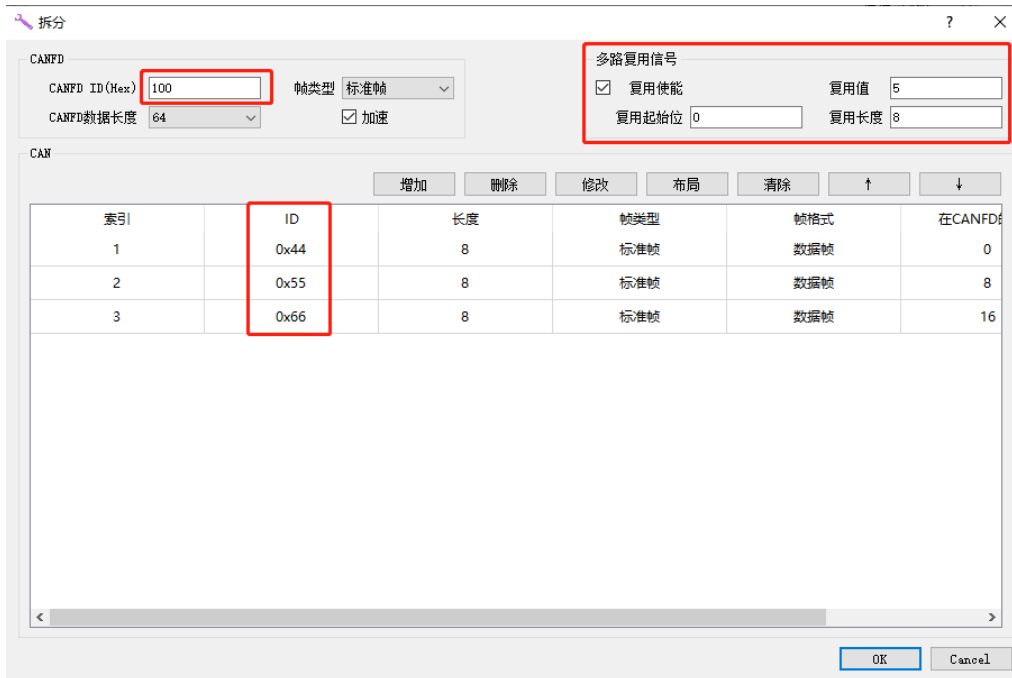 拆分 ? ×
CANFD
CANFD ID(Hex) 100 帧类型 标准帧
CANFD数据长度 64 加速
多路复用信号
复用使能 复用值 5
复用起始位 0 复用长度 8
CAN
增加 删除 修改 布局 清除 ↑ ↓
索引 ID 长度 帧类型 帧格式 在CANFD的
1 0x44 8 标准帧 数据帧 0
2 0x55 8 标准帧 数据帧 8
3 0x66 8 标准帧 数据帧 16
OK Cancel